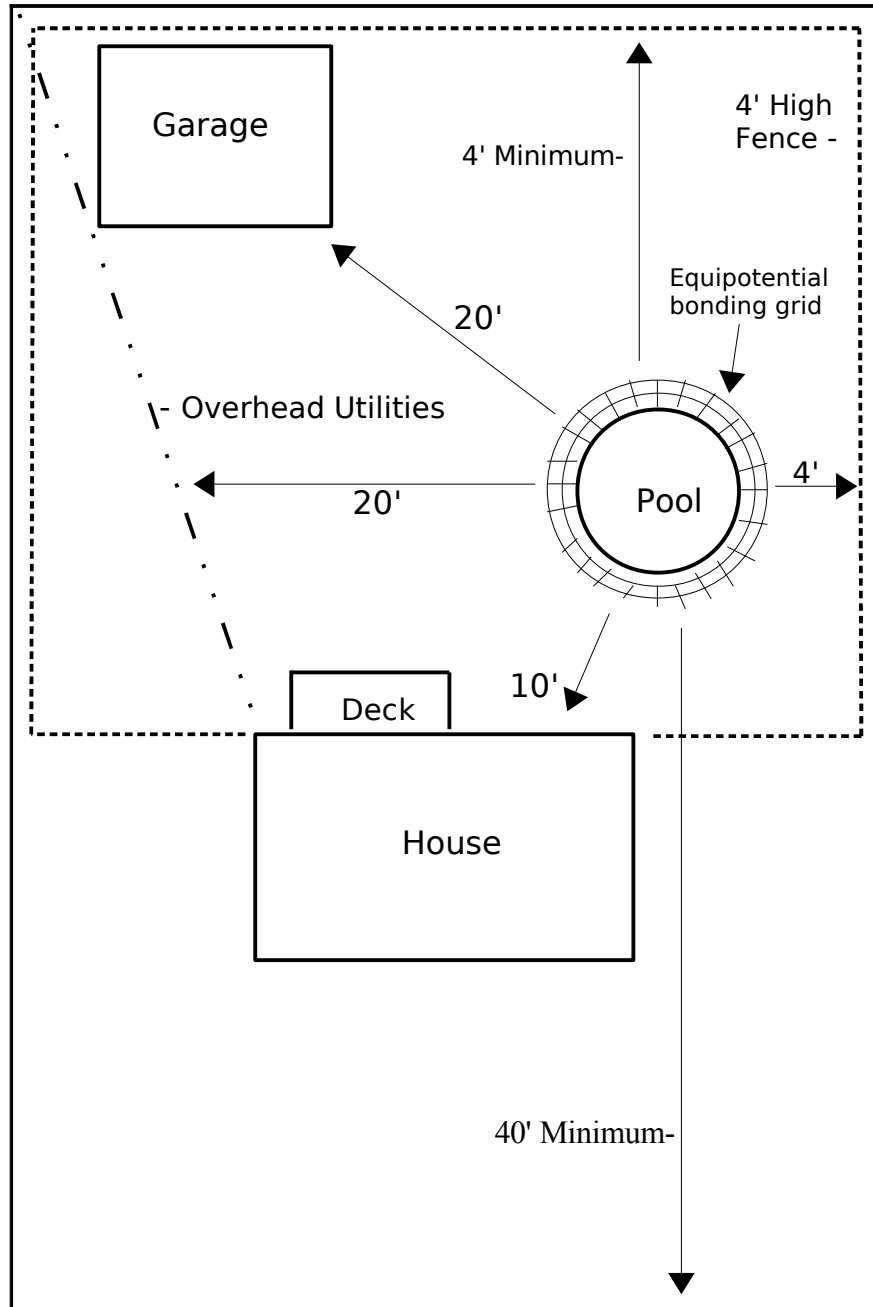 Garage
4' High
Fence -
4' Minimum-
Equipotential
bonding grid
20'
- Overhead Utilities
4'
20'
Pool
10'
Deck
House
40' Minimum-